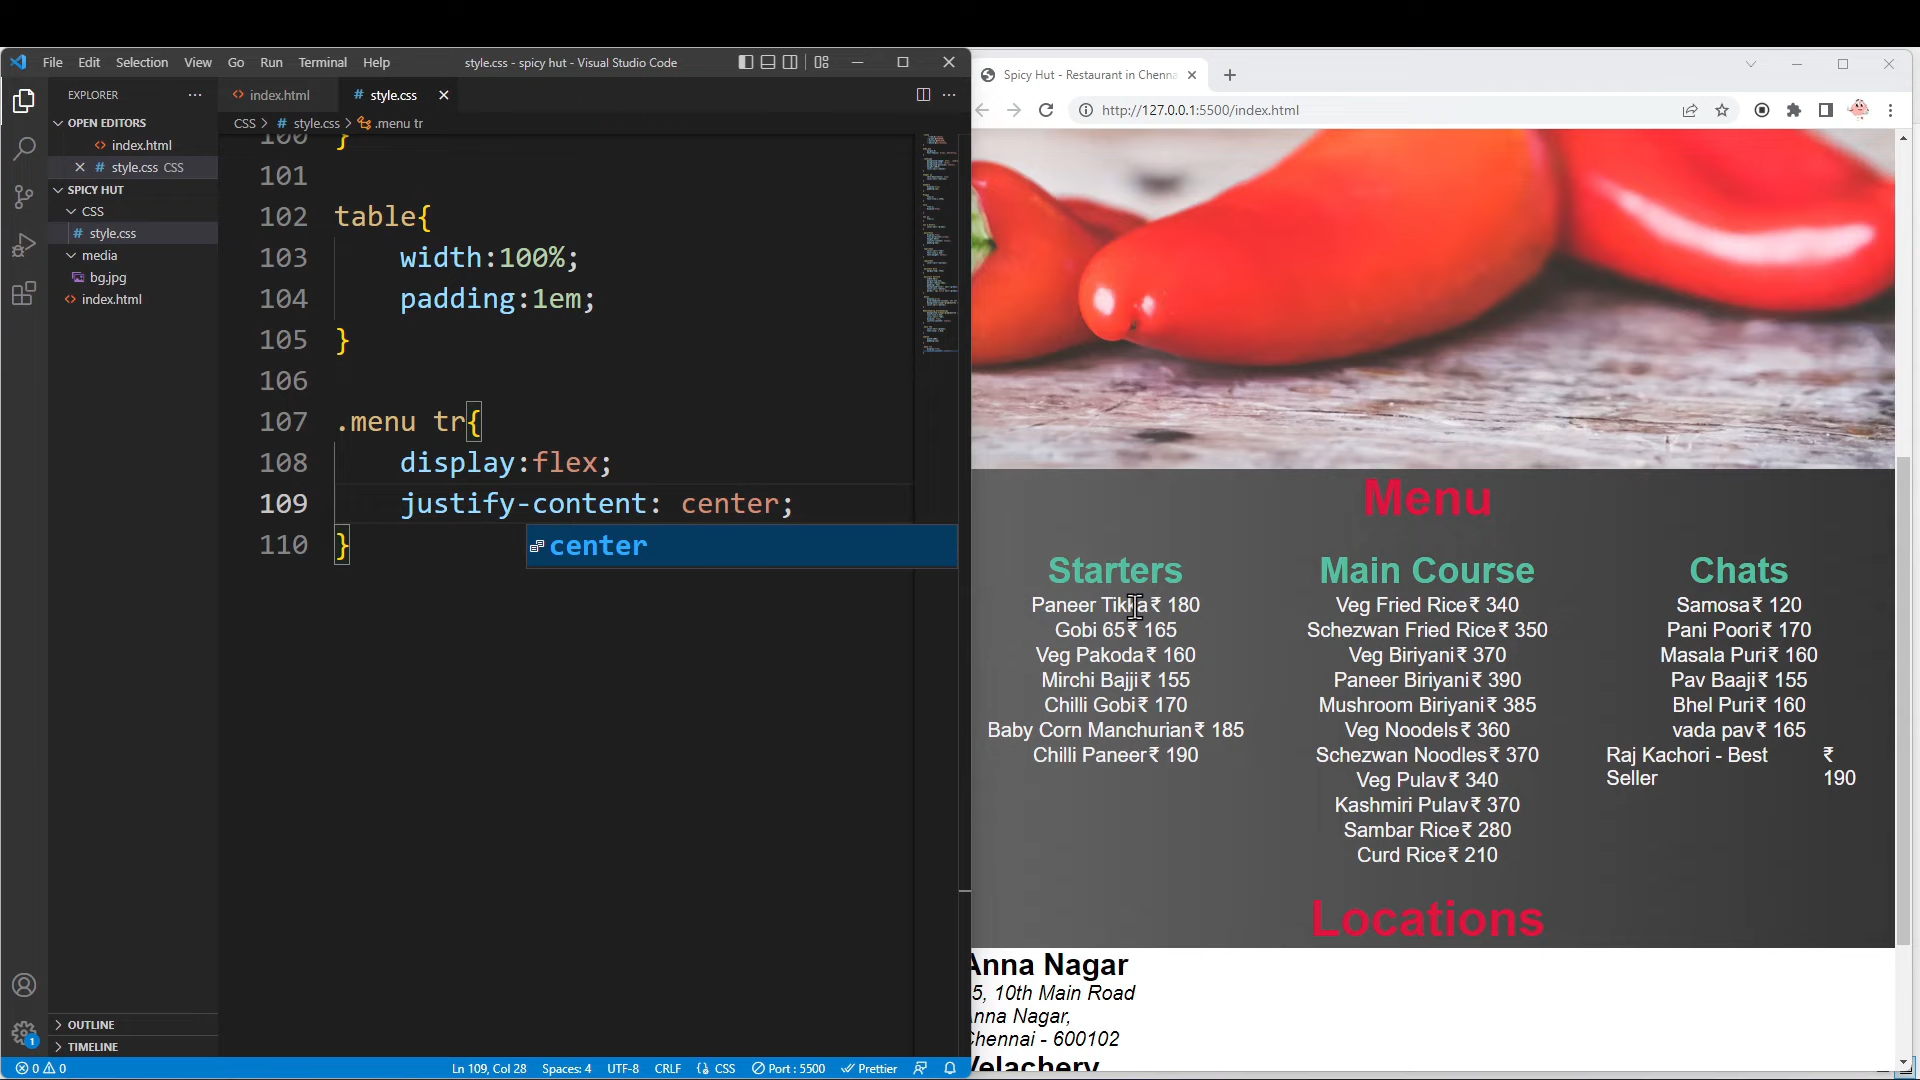 File Edit Selection View Go Run Terminal Help
style.css - spicy hut - Visual Studio Code
EXPLORER
OPEN EDITORS
index.html
style.css CSS
SPICY HUT
CSS
style.css
media
bg.jpg
index.html
OUTLINE
TIMELINE
index.html
style.css
CSS > style.css > .menu tr
100 }
101
102 table{
103 width:100%;
104 padding:1em;
105 }
106
107 .menu tr{
108 display:flex;
109 justify-content: center;
110 }
center
0 0 Ln 109, Col 28 Spaces: 4 UTF-8 CRLF {} CSS Port : 5500 Prettier
1
Spicy Hut - Restaurant in Chenna
http://127.0.0.1:5500/index.html
Menu
Starters
Paneer Tikka₹ 180
Gobi 65₹ 165
Veg Pakoda₹ 160
Mirchi Bajji₹ 155
Chilli Gobi₹ 170
Baby Corn Manchurian₹ 185
Chilli Paneer₹ 190
Main Course
Veg Fried Rice₹ 340
Schezwan Fried Rice₹ 350
Veg Biriyani₹ 370
Paneer Biriyani₹ 390
Mushroom Biriyani₹ 385
Veg Noodels₹ 360
Schezwan Noodles₹ 370
Veg Pulav₹ 340
Kashmiri Pulav₹ 370
Sambar Rice₹ 280
Curd Rice₹ 210
Chats
Samosa₹ 120
Pani Poori₹ 170
Masala Puri₹ 160
Pav Baaji₹ 155
Bhel Puri₹ 160
vada pav₹ 165
Raj Kachori - Best ₹
Seller 190
Locations
Anna Nagar
5, 10th Main Road
nna Nagar,
hennai - 600102
Velachery